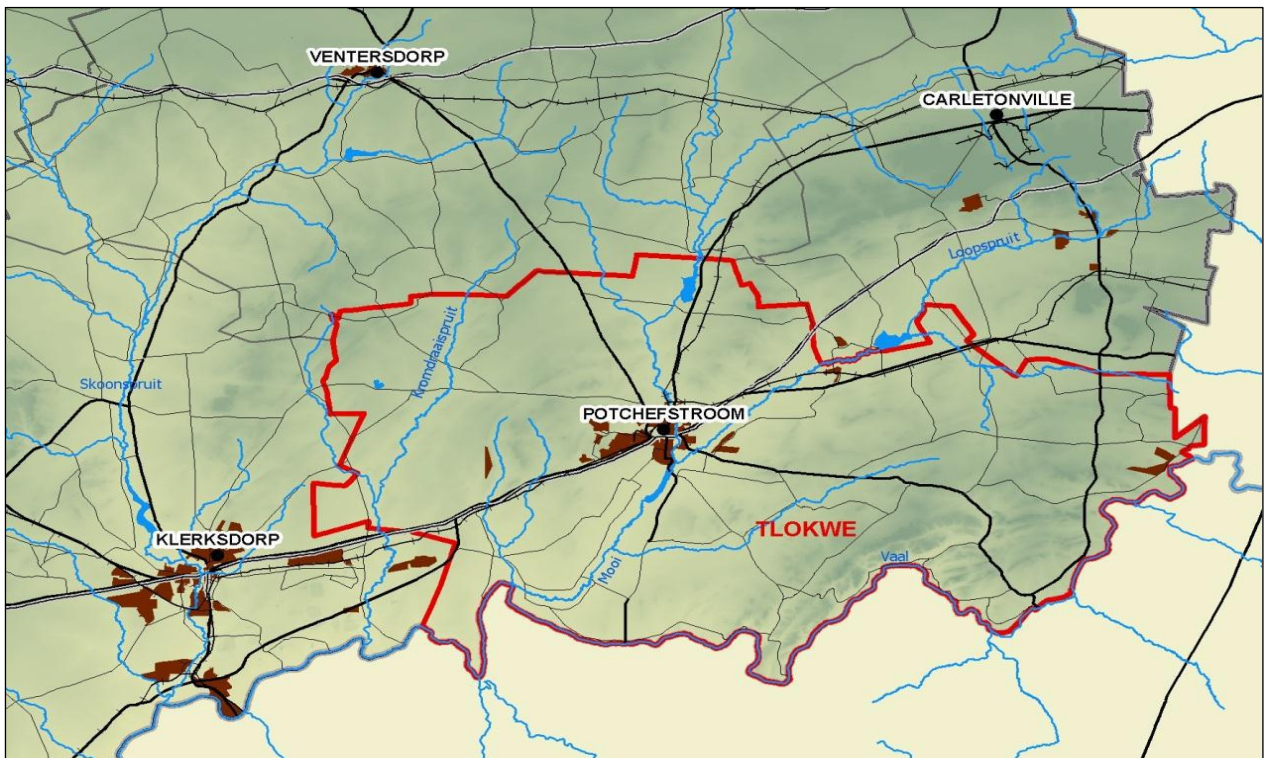 VENTERSDORP
CARLETONVILLE
Loopspruit
Kromdraaispruit
Skoonspruit
POTCHEFSTROOM
TLOKWE
KLERKSDORP
Vaal
Mooi